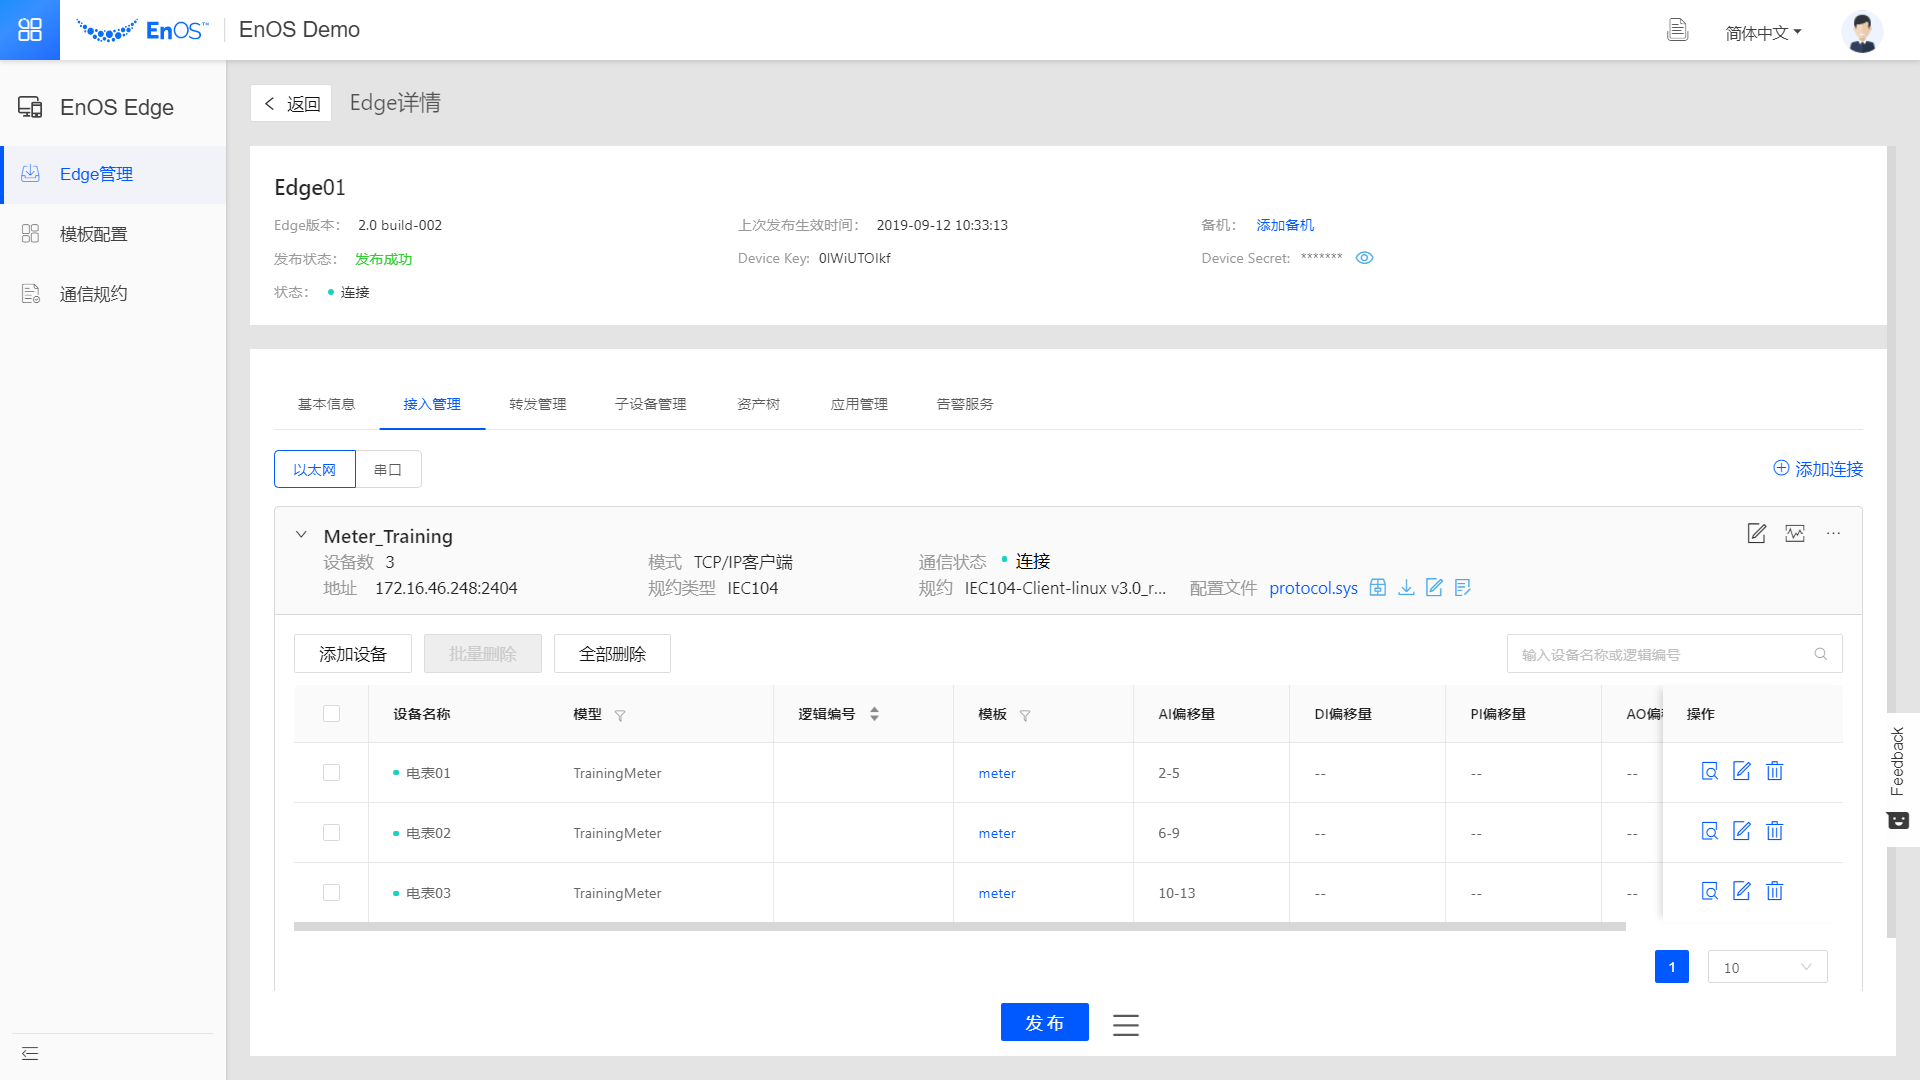 EnOS™ EnOS Demo 简体中文
EnOS Edge
Edge管理
模板配置
通信规约
返回 Edge详情
Edge01
Edge版本: 2.0 build-002 上次发布生效时间: 2019-09-12 10:33:13 备机: 添加备机
发布状态: 发布成功 Device Key: 0IWiUTOIkf Device Secret: *******
状态: 连接
基本信息 接入管理 转发管理 子设备管理 资产树 应用管理 告警服务
以太网 串口 添加连接
Meter_Training ...
设备数 3 模式 TCP/IP客户端 通信状态 连接
地址 172.16.46.248:2404 规约类型 IEC104 规约 IEC104-Client-linux v3.0_r... 配置文件 protocol.sys
添加设备 批量删除 全部删除 输入设备名称或逻辑编号
设备名称 模型 逻辑编号 模板 AI偏移量 DI偏移量 PI偏移量 AO偏 操作
电表01 TrainingMeter meter 2-5 -- -- --
电表02 TrainingMeter meter 6-9 -- -- --
电表03 TrainingMeter meter 10-13 -- -- --
1 10
发布
Feedback